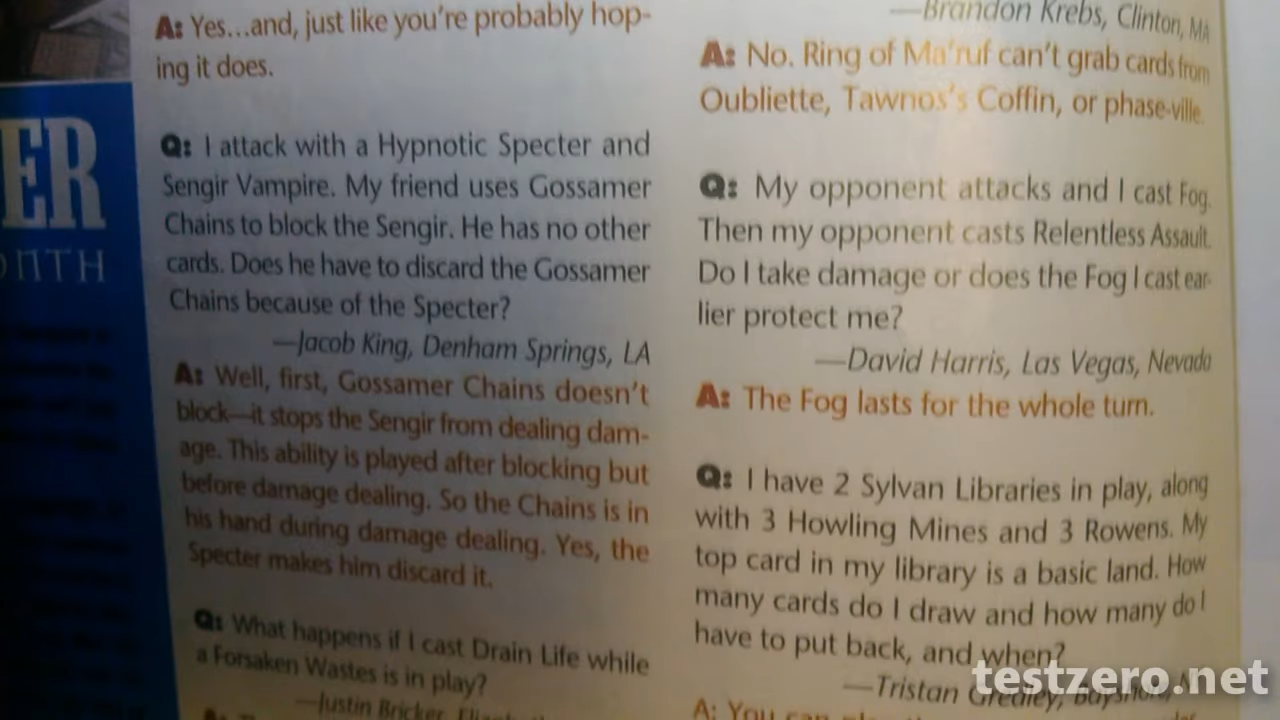 ER
NTH
A: Yes...and, just like you're probably hop-
ing it does.
Q: I attack with a Hypnotic Specter and
Sengir Vampire. My friend uses Gossamer
Chains to block the Sengir. He has no other
cards. Does he have to discard the Gossamer
Chains because of the Specter?
—Jacob King, Denham Springs, LA
A: Well, first, Gossamer Chains doesn't
block—it stops the Sengir from dealing dam-
age. This ability is played after blocking but
before damage dealing. So the Chains is in
his hand during damage dealing. Yes, the
Specter makes him discard it.
Q: What happens if I cast Drain Life while
a Forsaken Wastes is in play?
—Justin Bricker,
—Brandon Krebs, Clinton, MA
A: No. Ring of Ma'ruf can't grab cards from
Oubliette, Tawnos's Coffin, or phase-ville.
Q: My opponent attacks and I cast Fog.
Then my opponent casts Relentless Assault.
Do I take damage or does the Fog I cast ear-
lier protect me?
—David Harris, Las Vegas, Nevada
A: The Fog lasts for the whole turn.
Q: I have 2 Sylvan Libraries in play, along
with 3 Howling Mines and 3 Rowens. My
top card in my library is a basic land. How
many cards do I draw and how many do I
have to put back, and when?
—Tristan Gredley,
A: You can
testzero.net